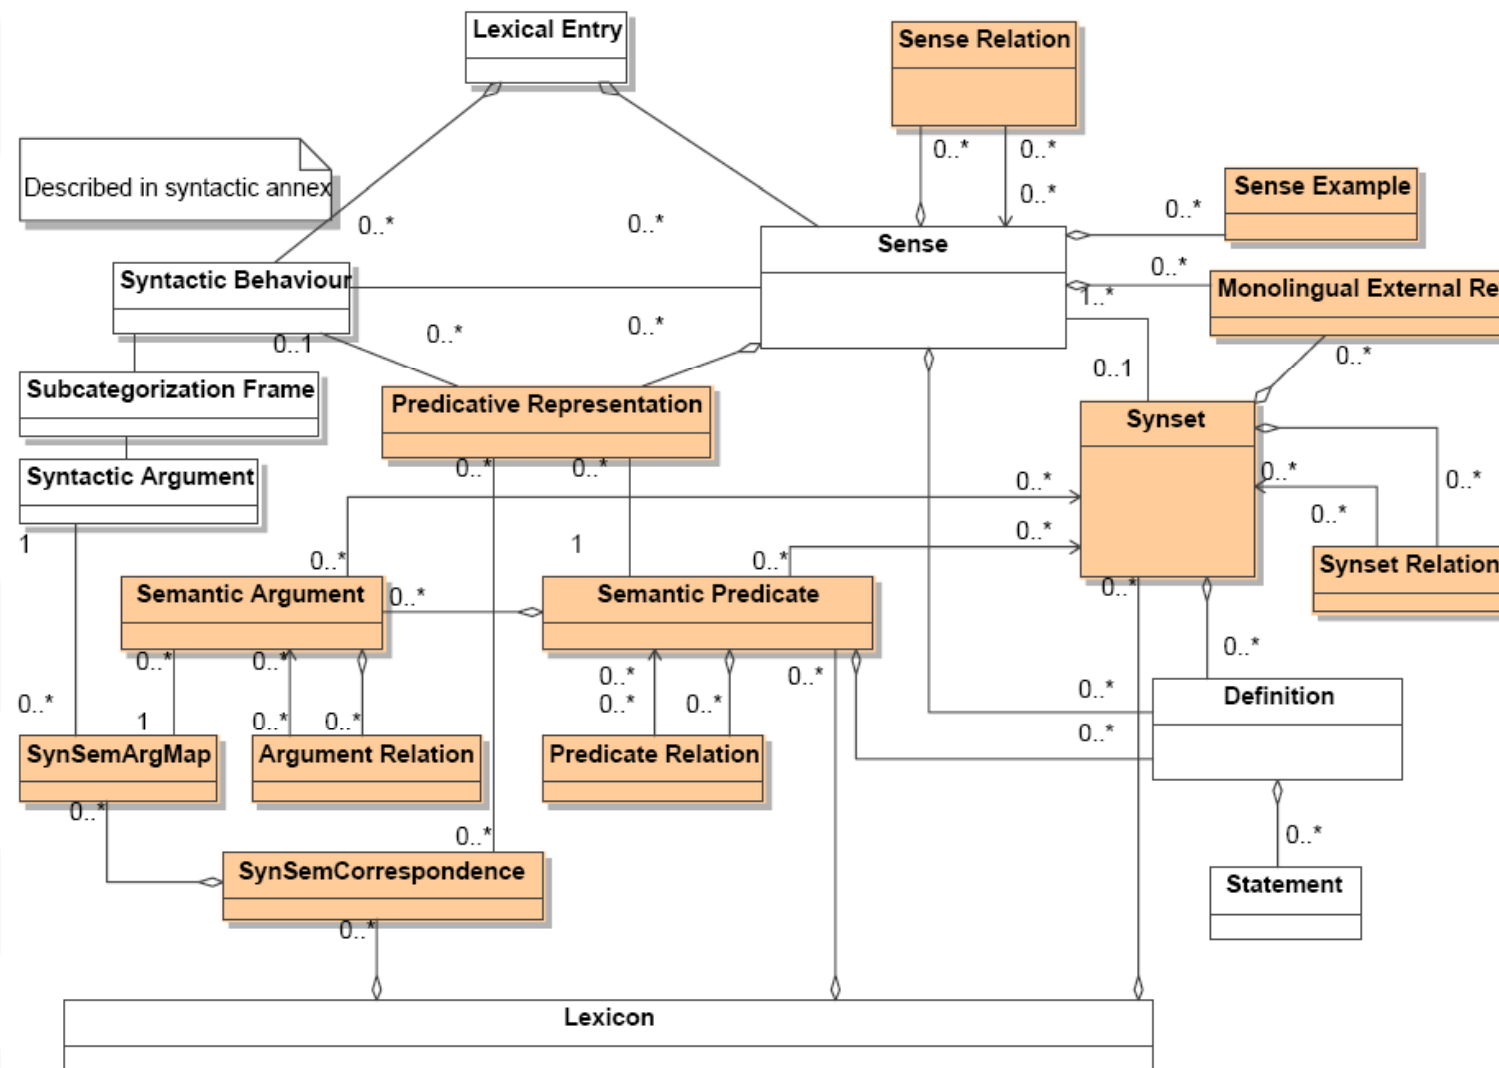 Lexical Entry
Sense Relation
0..*
0..*
Described in syntactic annex
0..*
Sense Example
0..*
0..*
0..*
Sense
Syntactic Behaviour
0..*
Monolingual External Re
1..*
0..*
0..*
0..1
0..*
0..1
Subcategorization Frame
Predicative Representation
Synset
0..*
0..*
Syntactic Argument
0..*
0..*
0..*
0..*
1
1
0..*
0..*
0..*
Synset Relation
Semantic Argument
0..*
Semantic Predicate
0..*
0..*
0..*
0..*
0..*
0..*
0..*
Definition
0..*
1
0..*
0..*
0..*
0..*
0..*
SynSemArgMap
Argument Relation
Predicate Relation
0..*
0..*
0..*
SynSemCorrespondence
Statement
0..*
Lexicon